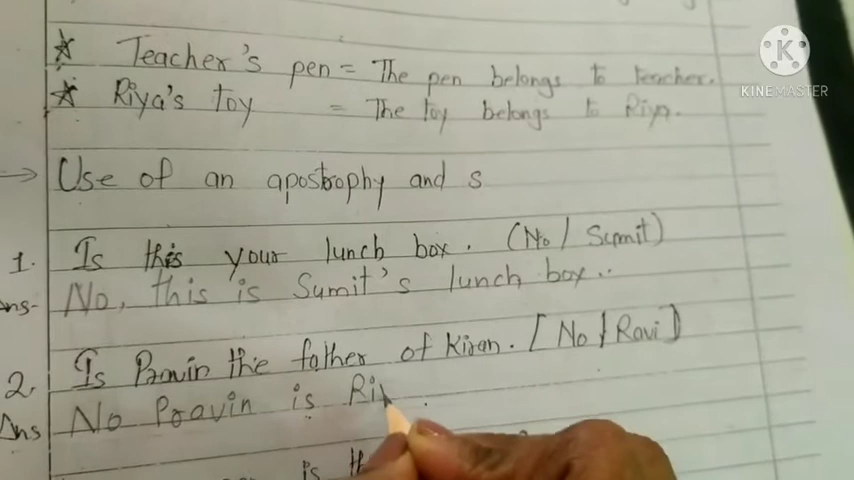 ★ Teacher's pen = The pen belongs to teacher.
★ Riya's toy = The toy belongs to Riya.
→ Use of an apostrophy and s
1. Is this your lunch box. (No / Sumit)
Ans- No, this is Sumit's lunch box..
2. Is Pravin the father of Kiran. [No / Ravi]
Ans No Pravin is Ri
is
KINEMASTER